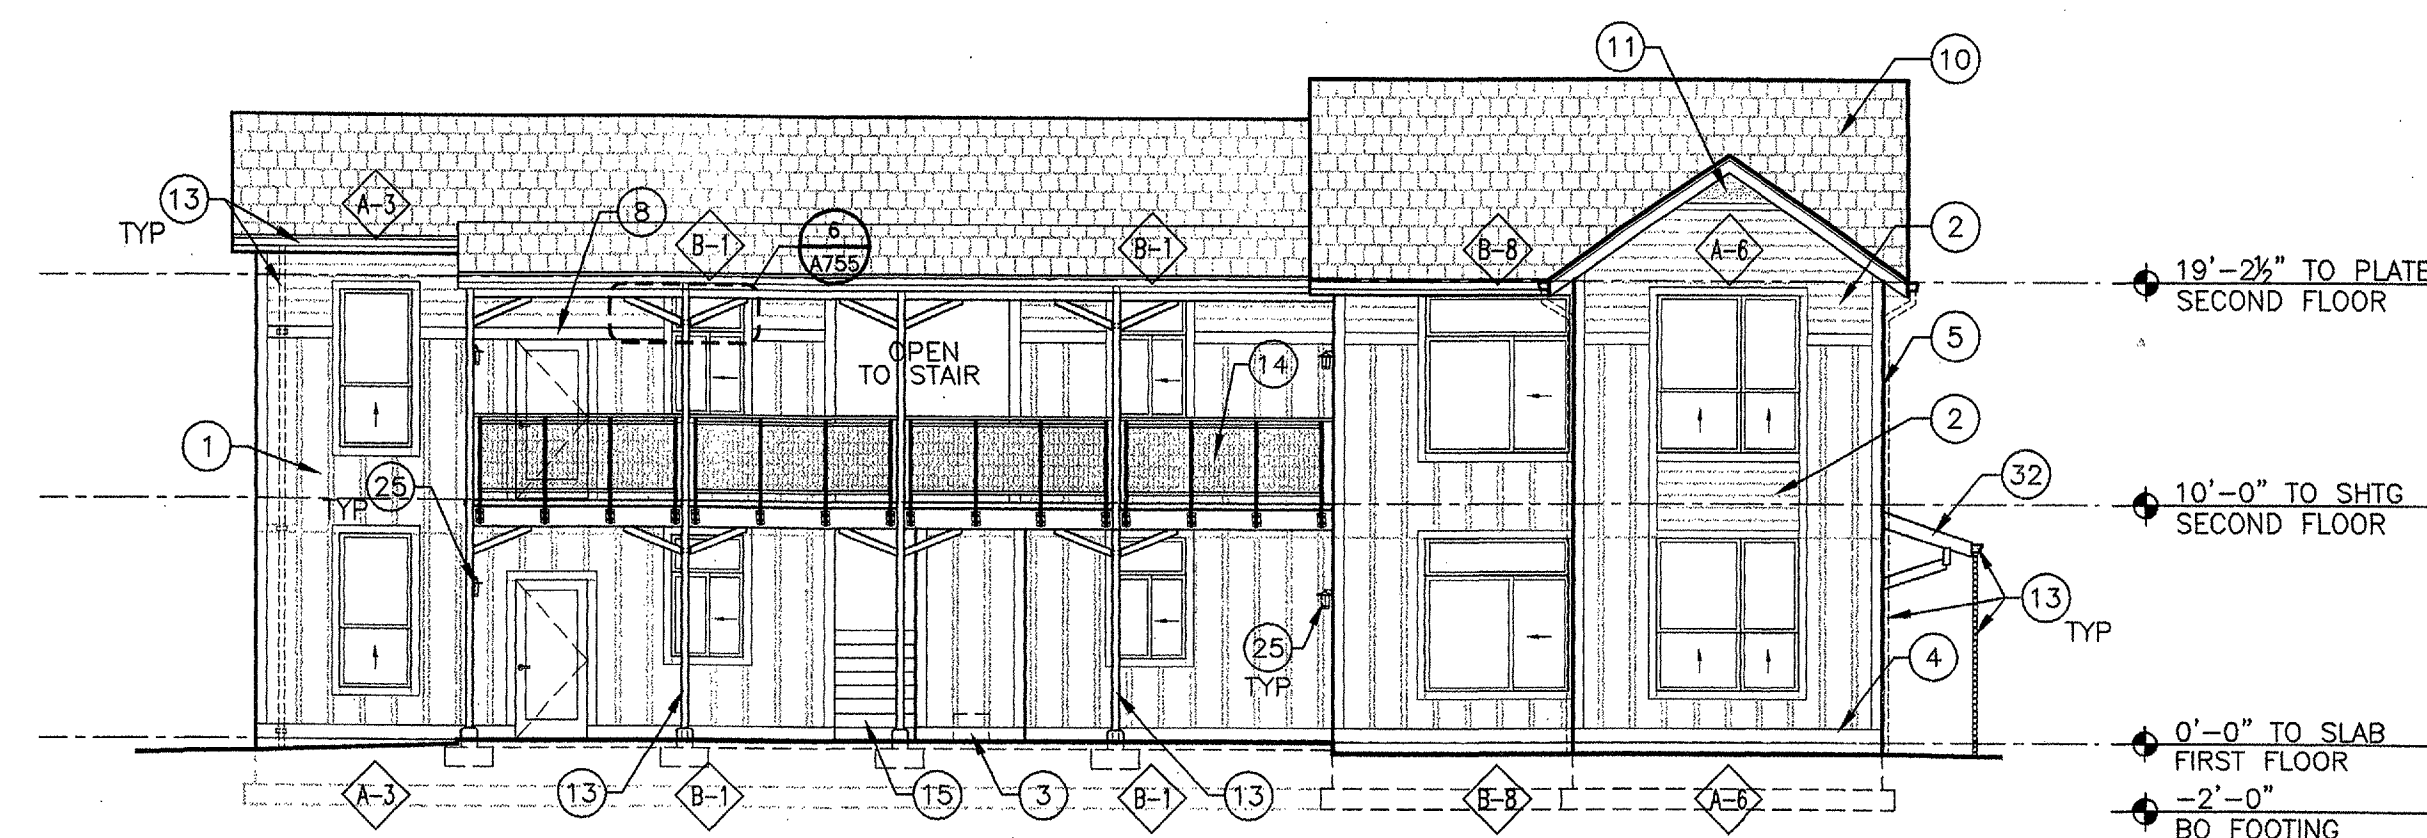 11
10
13
TYP
A-3
8
B-1
6
A755
B-1
B-8
A-6
2
19'-2½" TO PLATE
SECOND FLOOR
5
OPEN
TO STAIR
14
1
2
25
TYP
32
10'-0" TO SHTG
SECOND FLOOR
13
TYP
25
TYP
4
0'-0" TO SLAB
FIRST FLOOR
A-3
13
B-1
15
3
B-1
13
B-8
A-6
-2'-0"
BO FOOTING